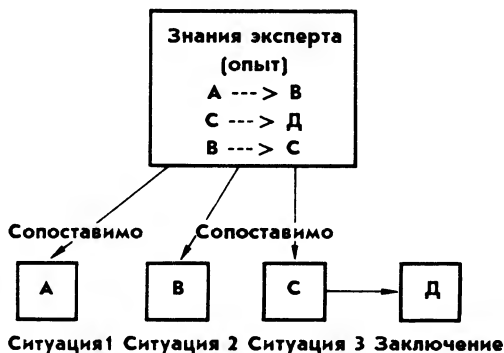 Знания эксперта
(опыт)
А ---> В
С ---> Д
В ---> С
Сопоставимо Сопоставимо
А В С Д
Ситуация1 Ситуация 2 Ситуация 3 Заключение